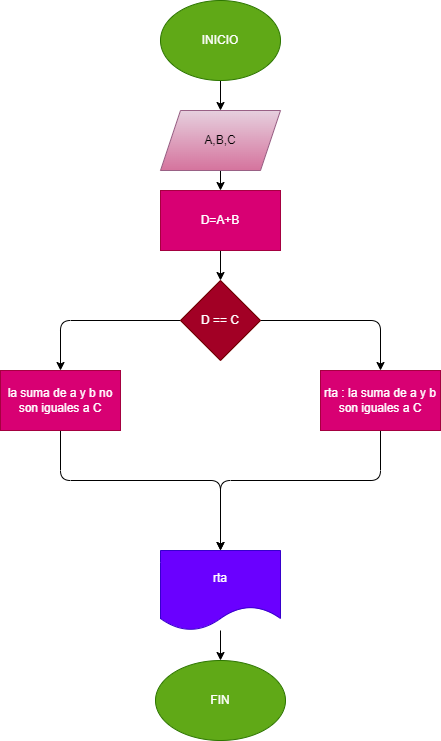 INICIO
A,B,C
D=A+B
D == C
la suma de a y b no
son iguales a C
rta : la suma de a y b
son iguales a C
rta
FIN